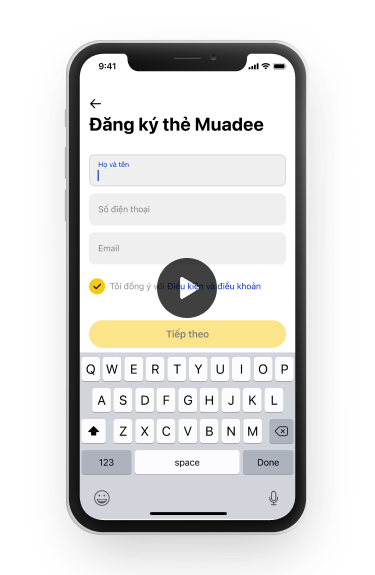 9:41
Đăng ký thẻ Muadee
Họ và tên
Số điện thoại
Email
Tôi đồng ý với Điều kiện và điều khoản
Tiếp theo
Q W E R T Y U I O P
A S D F G H J K L
Z X C V B N M
123 space Done